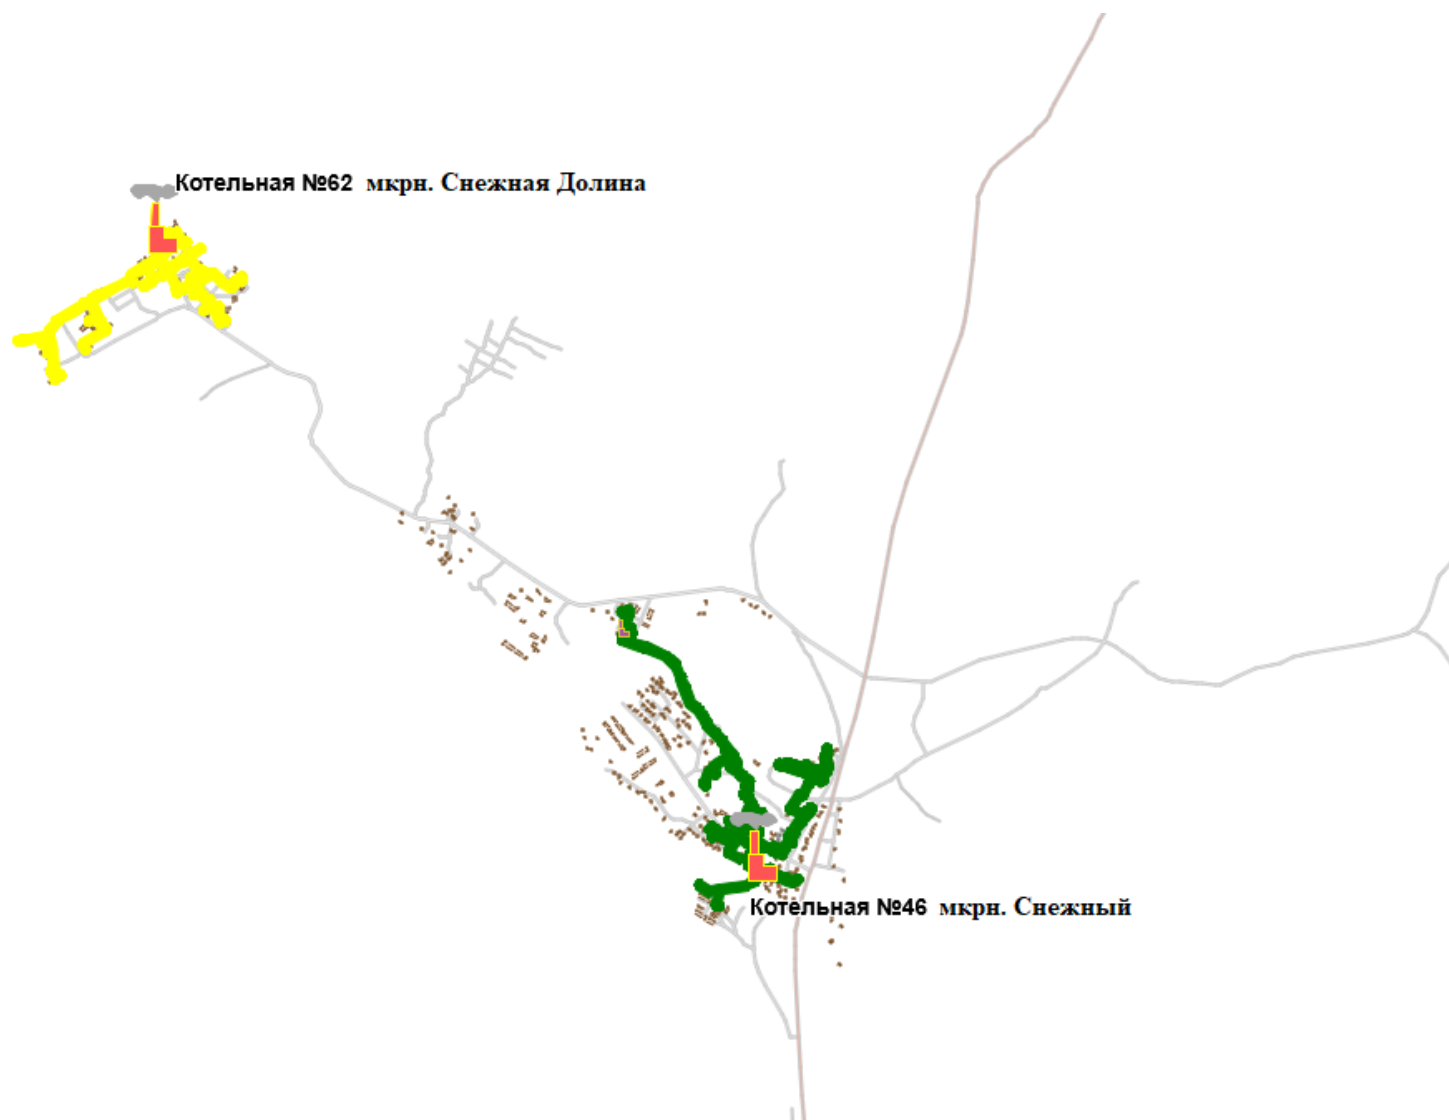 Котельная №62 мкрн. Снежная Долина
Котельная №46 мкрн. Снежный